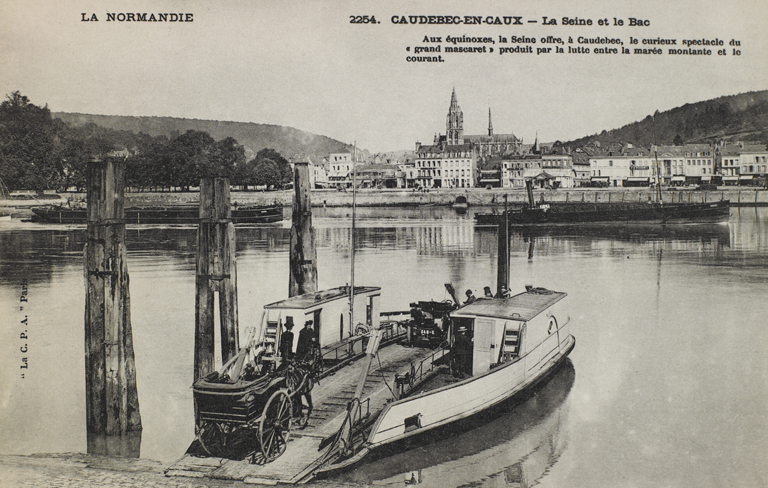 LA NORMANDIE
2254. CAUDEBEC-EN-CAUX – La Seine et le Bac
Aux équinoxes, la Seine offre, à Caudebec, le curieux spectacle du
« grand mascaret » produit par la lutte entre la marée montante et le
courant.
" La C. P. A. " Paris